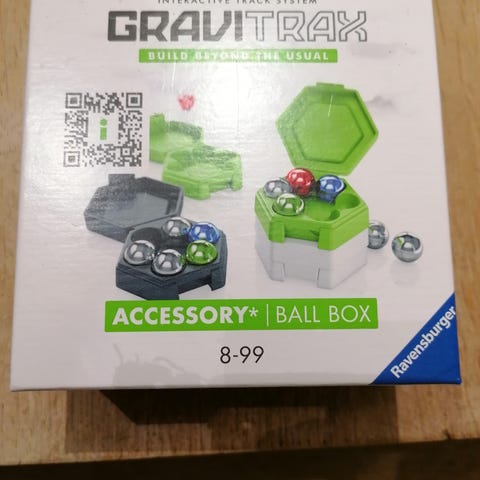 INTERACTIVE TRACK SYSTEM
GRAVITRAX
BUILD BEYOND THE USUAL
i
ACCESSORY* | BALL BOX
8-99
Ravensburger